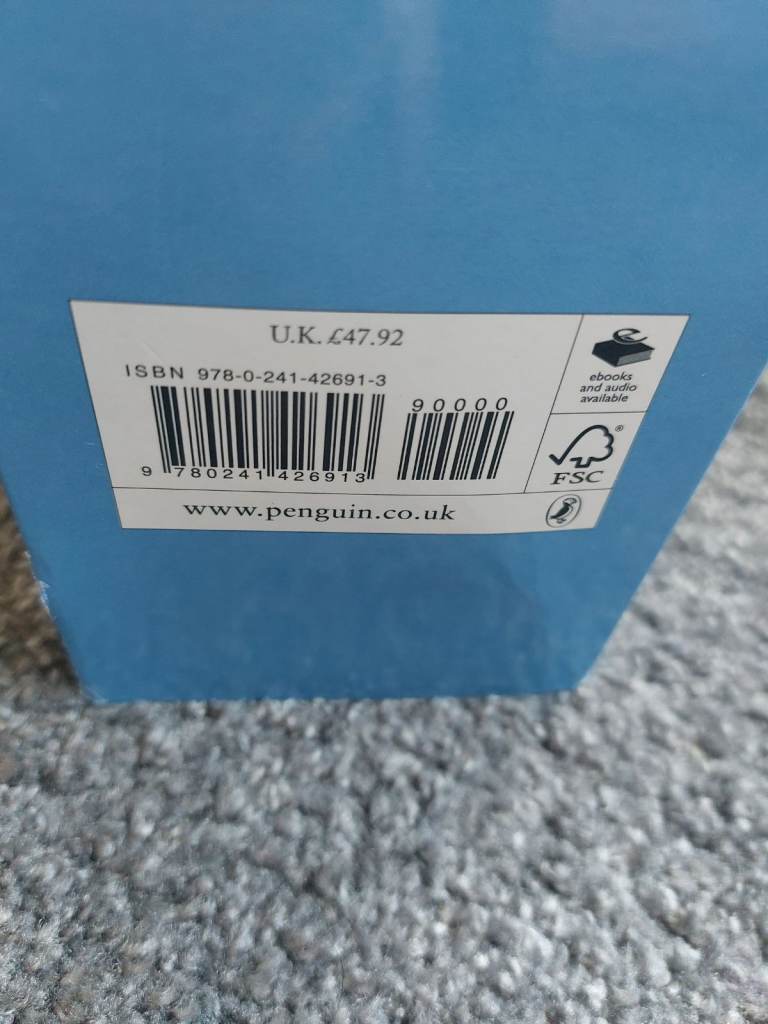 U.K. £47.92
ISBN 978-0-241-42691-3
90000
9 780241 426913
ebooks
and audio
available
®
FSC
www.penguin.co.uk